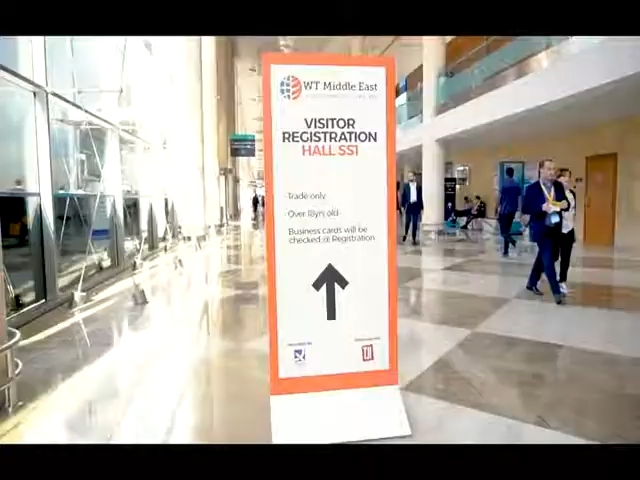 WT Middle East
VISITOR
REGISTRATION
HALL SS1
Trade only
Over 18yrs old
Business cards will be
checked @ Registration